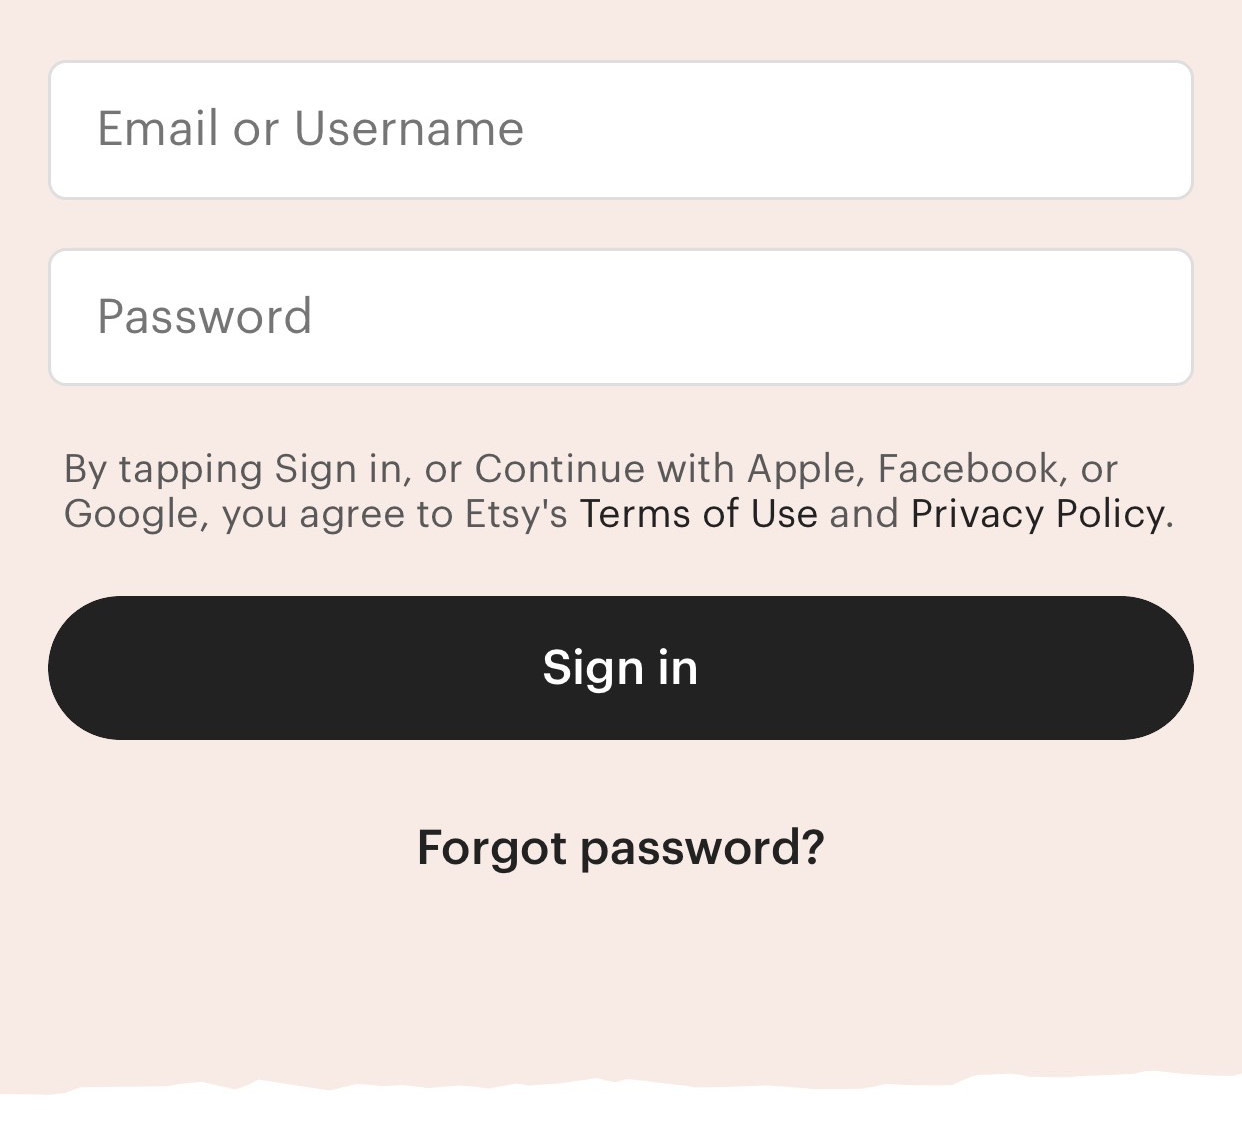 Email or Username
Password
By tapping Sign in, or Continue with Apple, Facebook, or
Google, you agree to Etsy's Terms of Use and Privacy Policy.
Sign in
Forgot password?